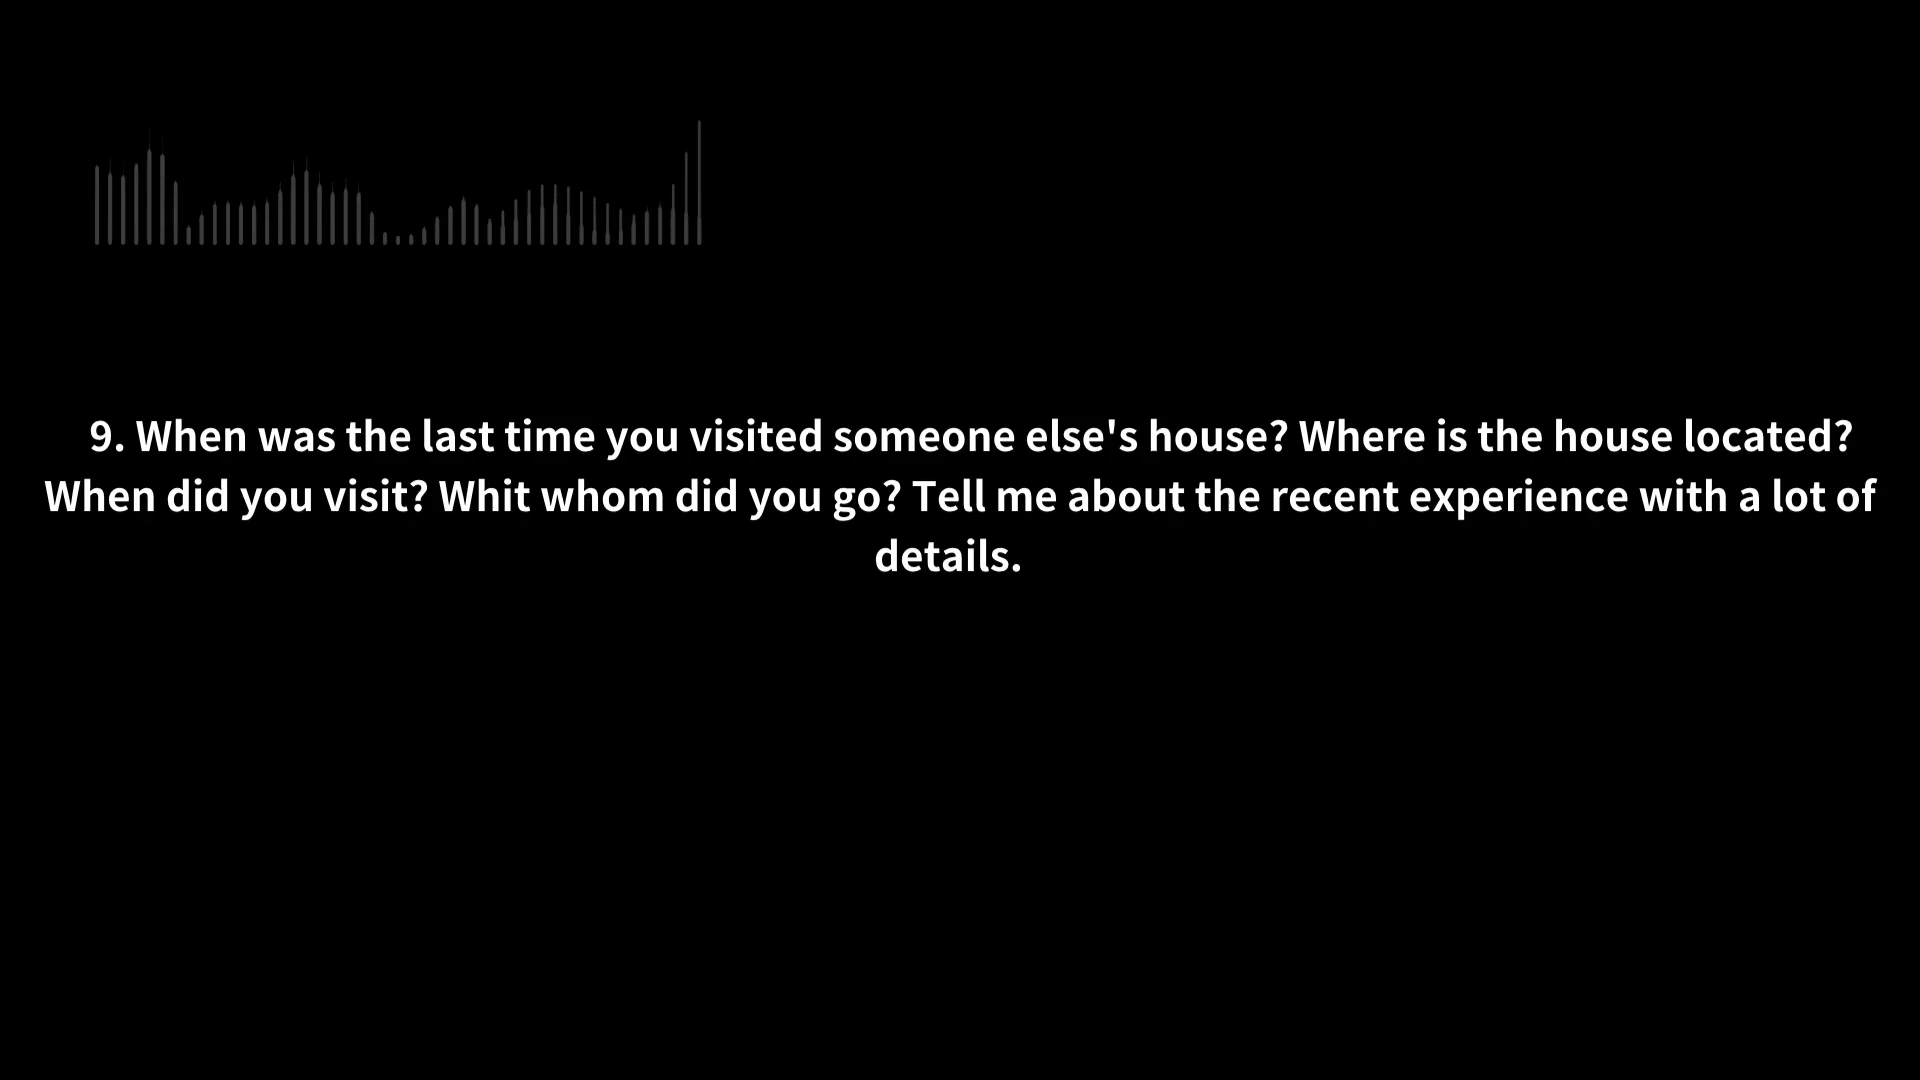 9. When was the last time you visited someone else's house? Where is the house located?
When did you visit? Whit whom did you go? Tell me about the recent experience with a lot of
details.